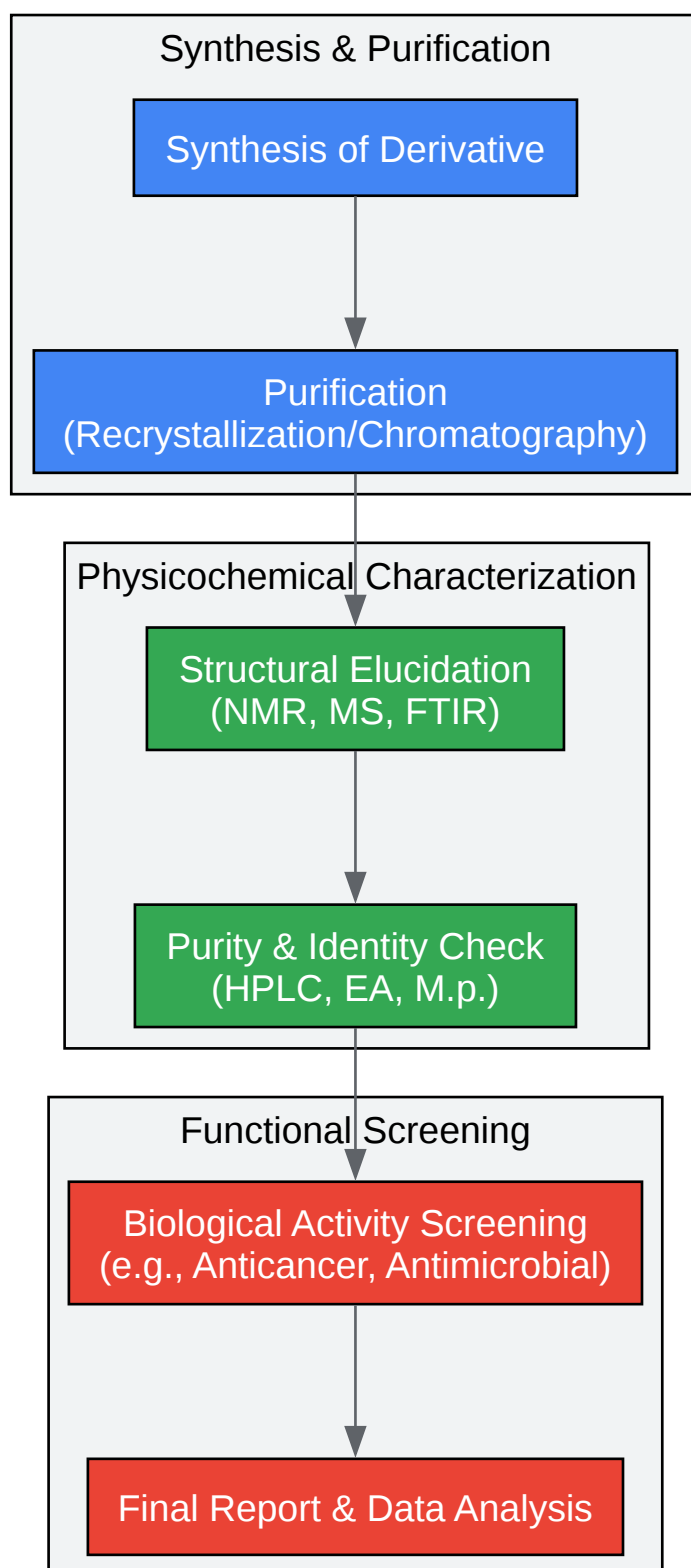 Synthesis & Purification
Synthesis of Derivative
Purification
(Recrystallization/Chromatography)
Physicochemical Characterization
Structural Elucidation
(NMR, MS, FTIR)
Purity & Identity Check
(HPLC, EA, M.p.)
Functional Screening
Biological Activity Screening
(e.g., Anticancer, Antimicrobial)
Final Report & Data Analysis